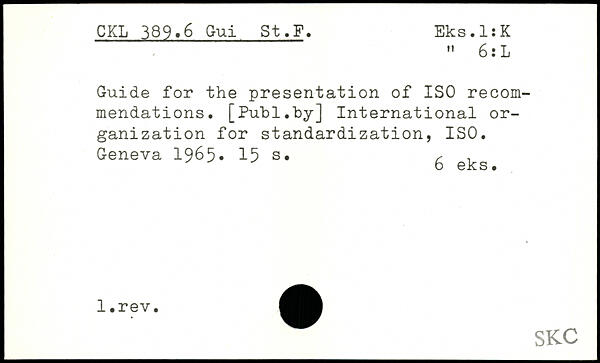 CKL 389.6 Gui St.F. Eks.1:K
" 6:L
Guide for the presentation of ISO recom-
mendations. [Publ.by] International or-
ganization for standardization, ISO.
Geneva 1965. 15 s.
6 eks.
1.rev.
SKC